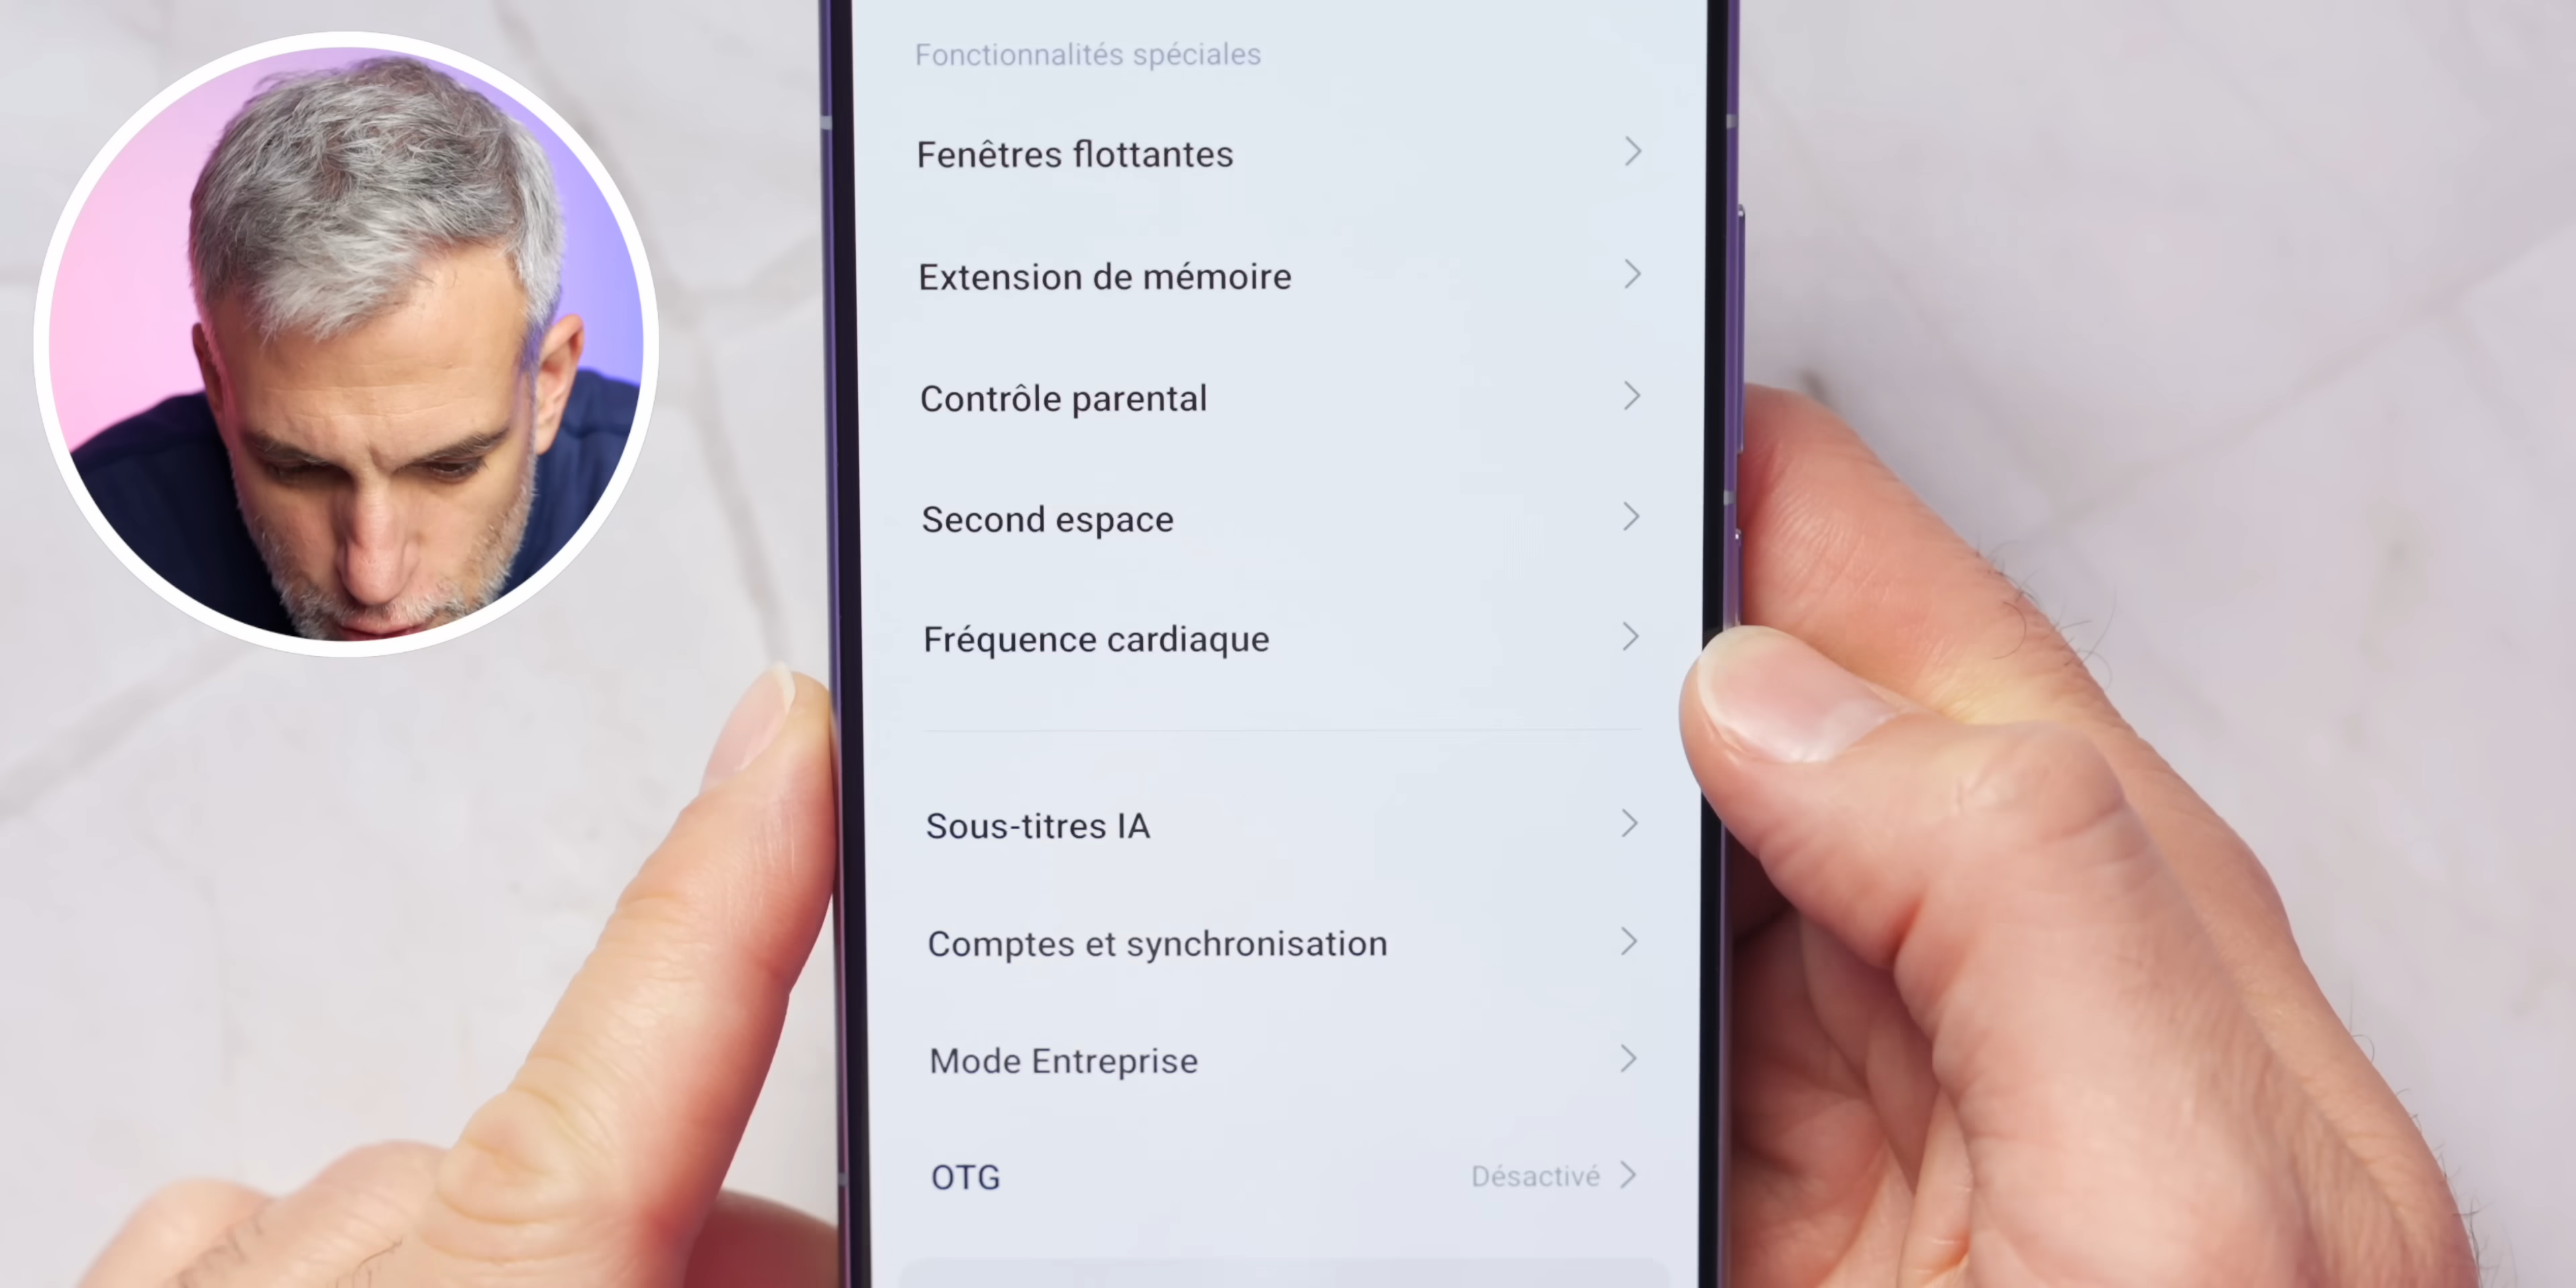 Fonctionnalités spéciales
Fenêtres flottantes
Extension de mémoire
Contrôle parental
Second espace
Fréquence cardiaque
Sous-titres IA
Comptes et synchronisation
Mode Entreprise
OTG Désactivé